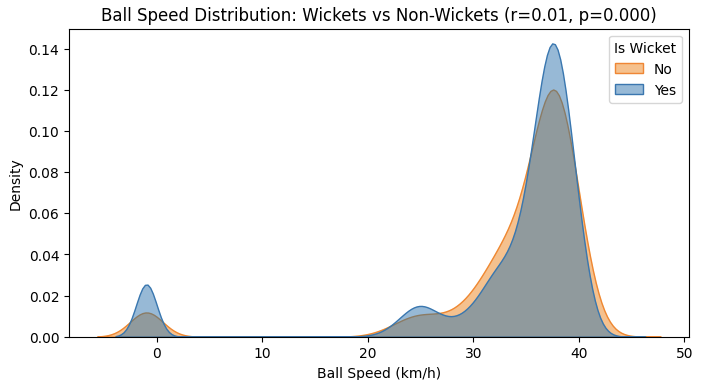 Ball Speed Distribution: Wickets vs Non-Wickets (r=0.01, p=0.000)
Is Wicket
No
Yes
Density
0.14
0.12
0.10
0.08
0.06
0.04
0.02
0.00
0
10
20
30
40
50
Ball Speed (km/h)